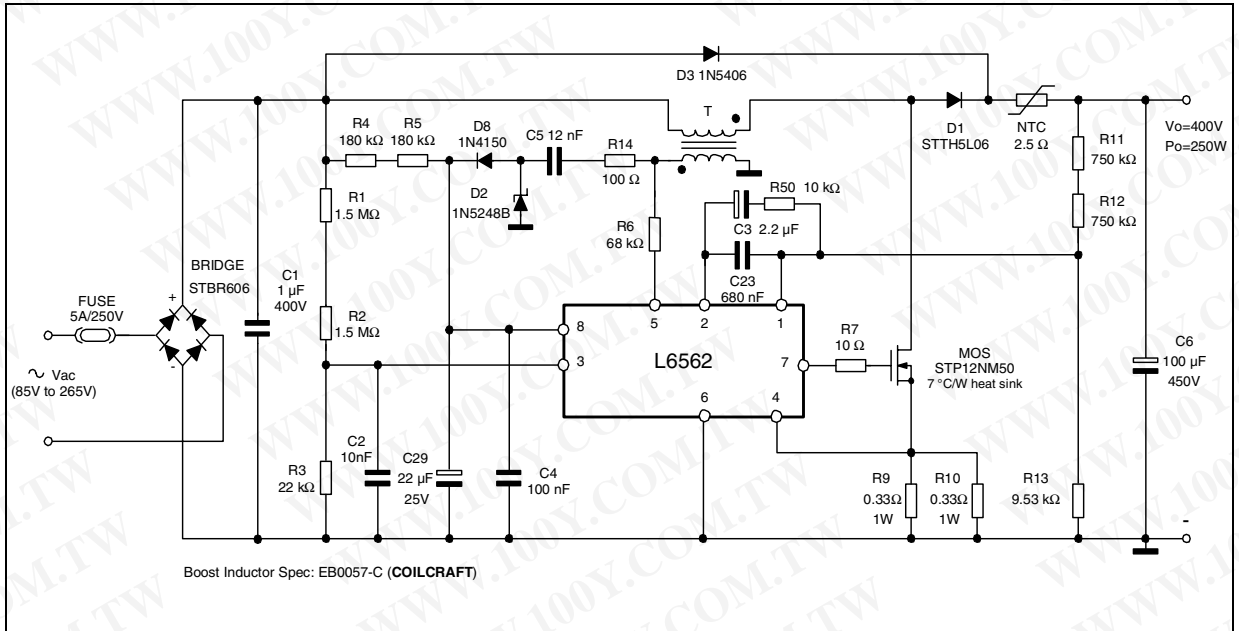 D3 1N5406
T
R4
180 kΩ
R5
180 kΩ
D8
1N4150
C5 12 nF
R14
100 Ω
D1
STTH5L06
NTC
2.5 Ω
Vo=400V
Po=250W
R11
750 kΩ
R1
1.5 MΩ
D2
1N5248B
R6
68 kΩ
R50 10 kΩ
C3 2.2 µF
R12
750 kΩ
BRIDGE
STBR606
FUSE
5A/250V
+
-
C1
1 µF
400V
C23
680 nF
R2
1.5 MΩ
5
2
1
8
3
L6562
7
6
4
R7
10 Ω
MOS
STP12NM50
7 °C/W heat sink
C6
100 µF
450V
~ Vac
(85V to 265V)
R3
22 kΩ
C2
10nF
C29
22 µF
25V
C4
100 nF
R9
0.33Ω
1W
R10
0.33Ω
1W
R13
9.53 kΩ
-
Boost Inductor Spec: EB0057-C (COILCRAFT)
WWW.100Y.COM.TW